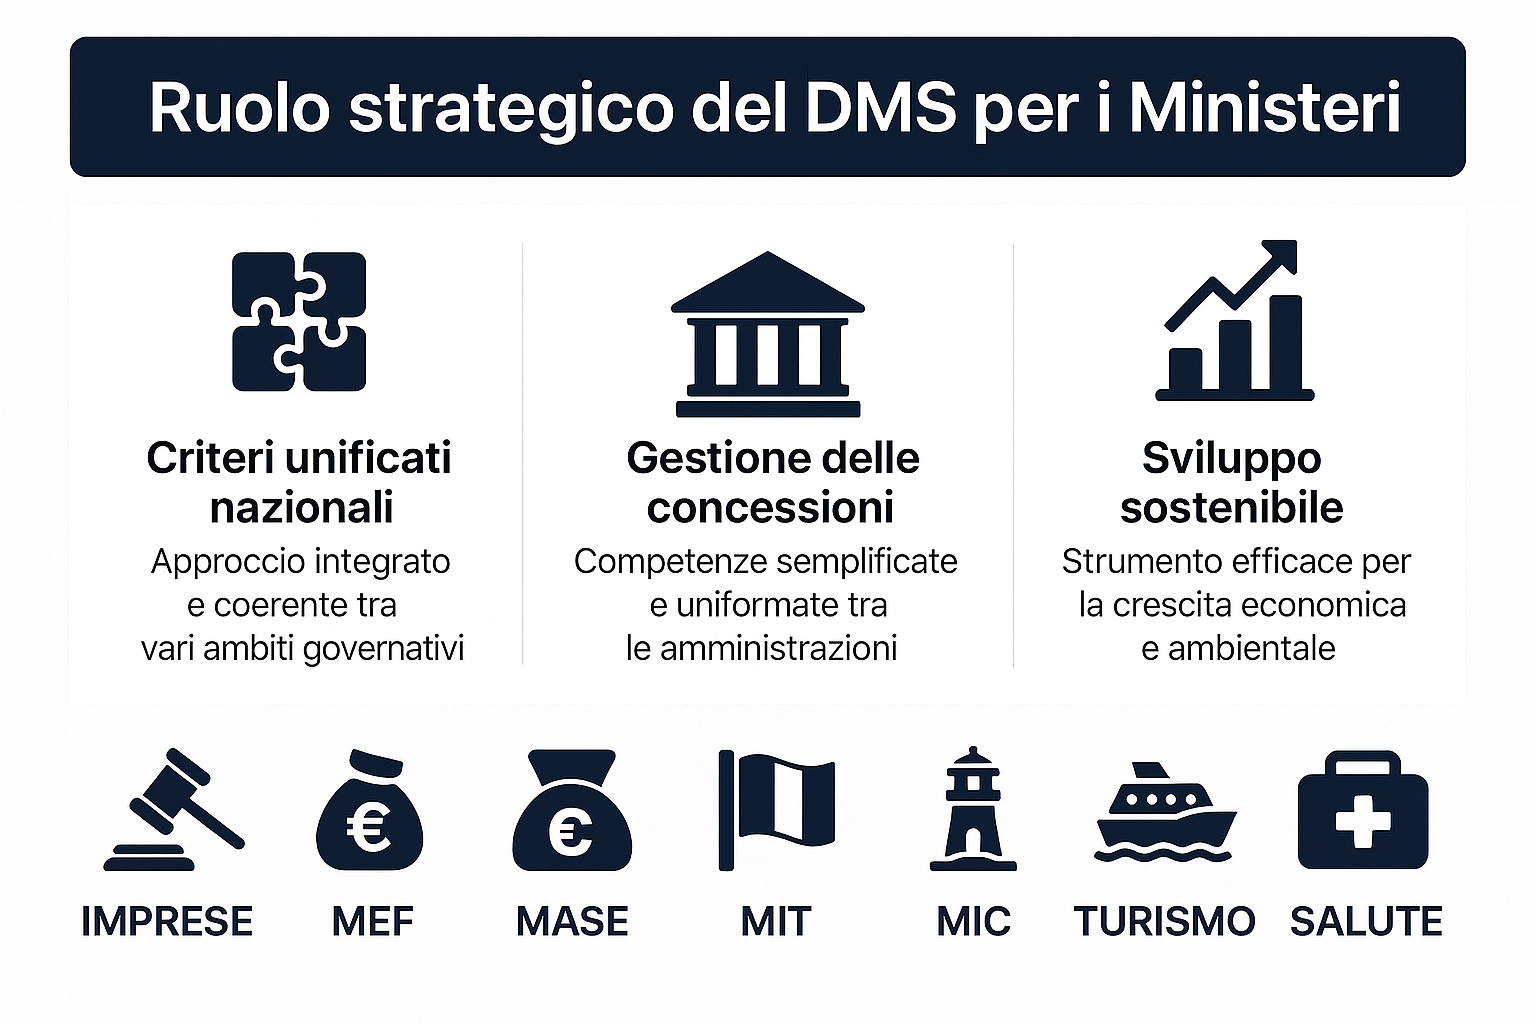 Ruolo strategico del DMS per i Ministeri
Criteri unificati
nazionali
Approccio integrato
e coerente tra
vari ambiti governativi
Gestione delle
concessioni
Competenze semplificate
e uniformate tra
le amministrazioni
Sviluppo
sostenibile
Strumento efficace per
la crescita economica
e ambientale
€
€
IMPRESE
MEF
MASE
MIT
MIC
TURISMO
SALUTE